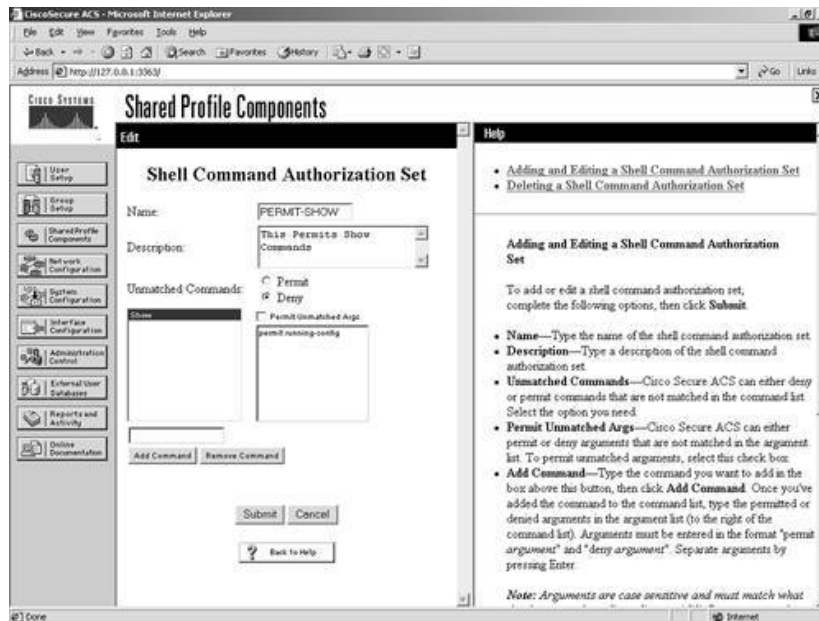 CiscoSecure ACS - Microsoft Internet Explorer
File Edit View Favorites Tools Help
Back Search Favorites History
Address http://127.0.0.1:3363/ Go Links
Cisco Systems
Shared Profile Components
Edit
Help
User Setup
Group Setup
Shared Profile Components
Network Configuration
System Configuration
Interface Configuration
Administration Control
External User Databases
Reports and Activity
Online Documentation
Shell Command Authorization Set
Name: PERMIT-SHOW
Description: This Permits Show
Commands
Unmatched Commands: Permit
Deny
Show
Permit Unmatched Args
permit running-config
Add Command Remove Command
Submit Cancel
? Back to Help
• Adding and Editing a Shell Command Authorization Set
• Deleting a Shell Command Authorization Set
Adding and Editing a Shell Command Authorization
Set
To add or edit a shell command authorization set,
complete the following options, then click Submit.
• Name—Type the name of the shell command authorization set.
• Description—Type a description of the shell command
authorization set.
• Unmatched Commands—Cisco Secure ACS can either deny
or permit commands that are not matched in the command list.
Select the option you need.
• Permit Unmatched Args—Cisco Secure ACS can either
permit or deny arguments that are not matched in the argument
list. To permit unmatched arguments, select this check box.
• Add Command—Type the command you want to add in the
box above this button, then click Add Command. Once you've
added the command to the command list, type the permitted or
denied arguments in the argument list (to the right of the
command list). Arguments must be entered in the format "permit
argument" and "deny argument". Separate arguments by
pressing Enter.
Note: Arguments are case sensitive and must match what
Done
Internet